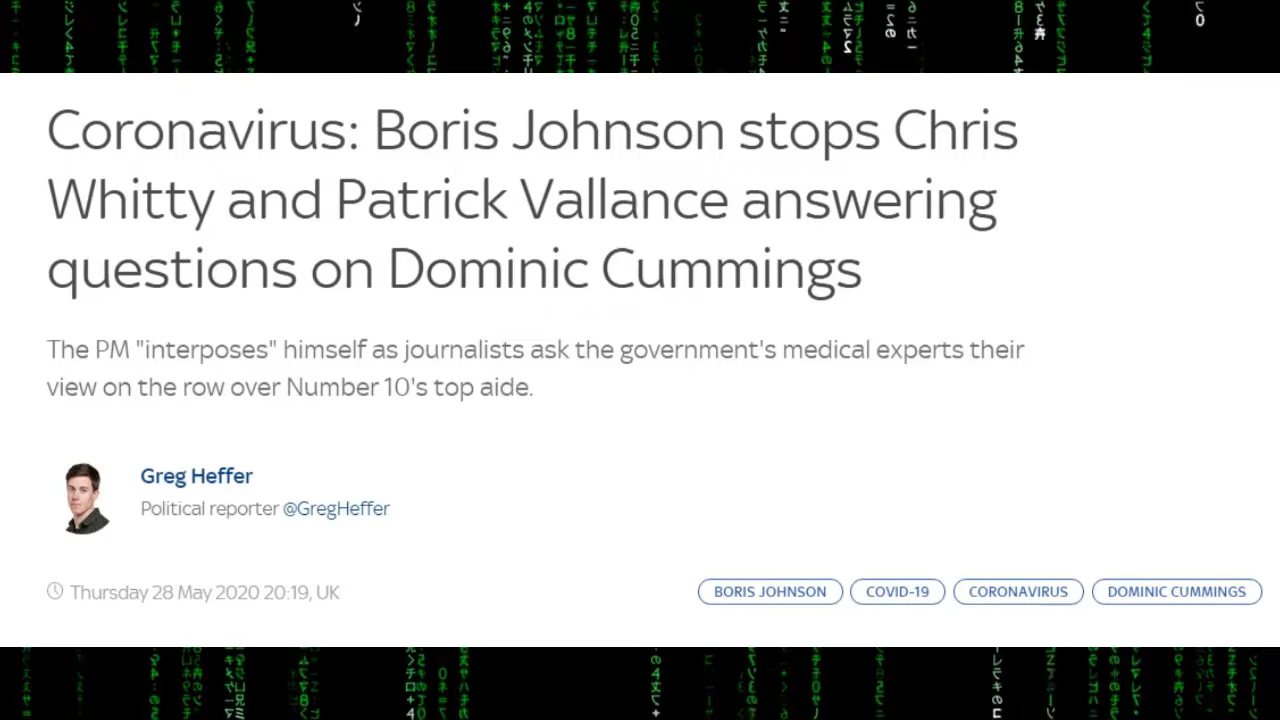 Coronavirus: Boris Johnson stops Chris
Whitty and Patrick Vallance answering
questions on Dominic Cummings
The PM "interposes" himself as journalists ask the government's medical experts their
view on the row over Number 10's top aide.
Greg Heffer
Political reporter @GregHeffer
Thursday 28 May 2020 20:19, UK
BORIS JOHNSON COVID-19 CORONAVIRUS DOMINIC CUMMINGS